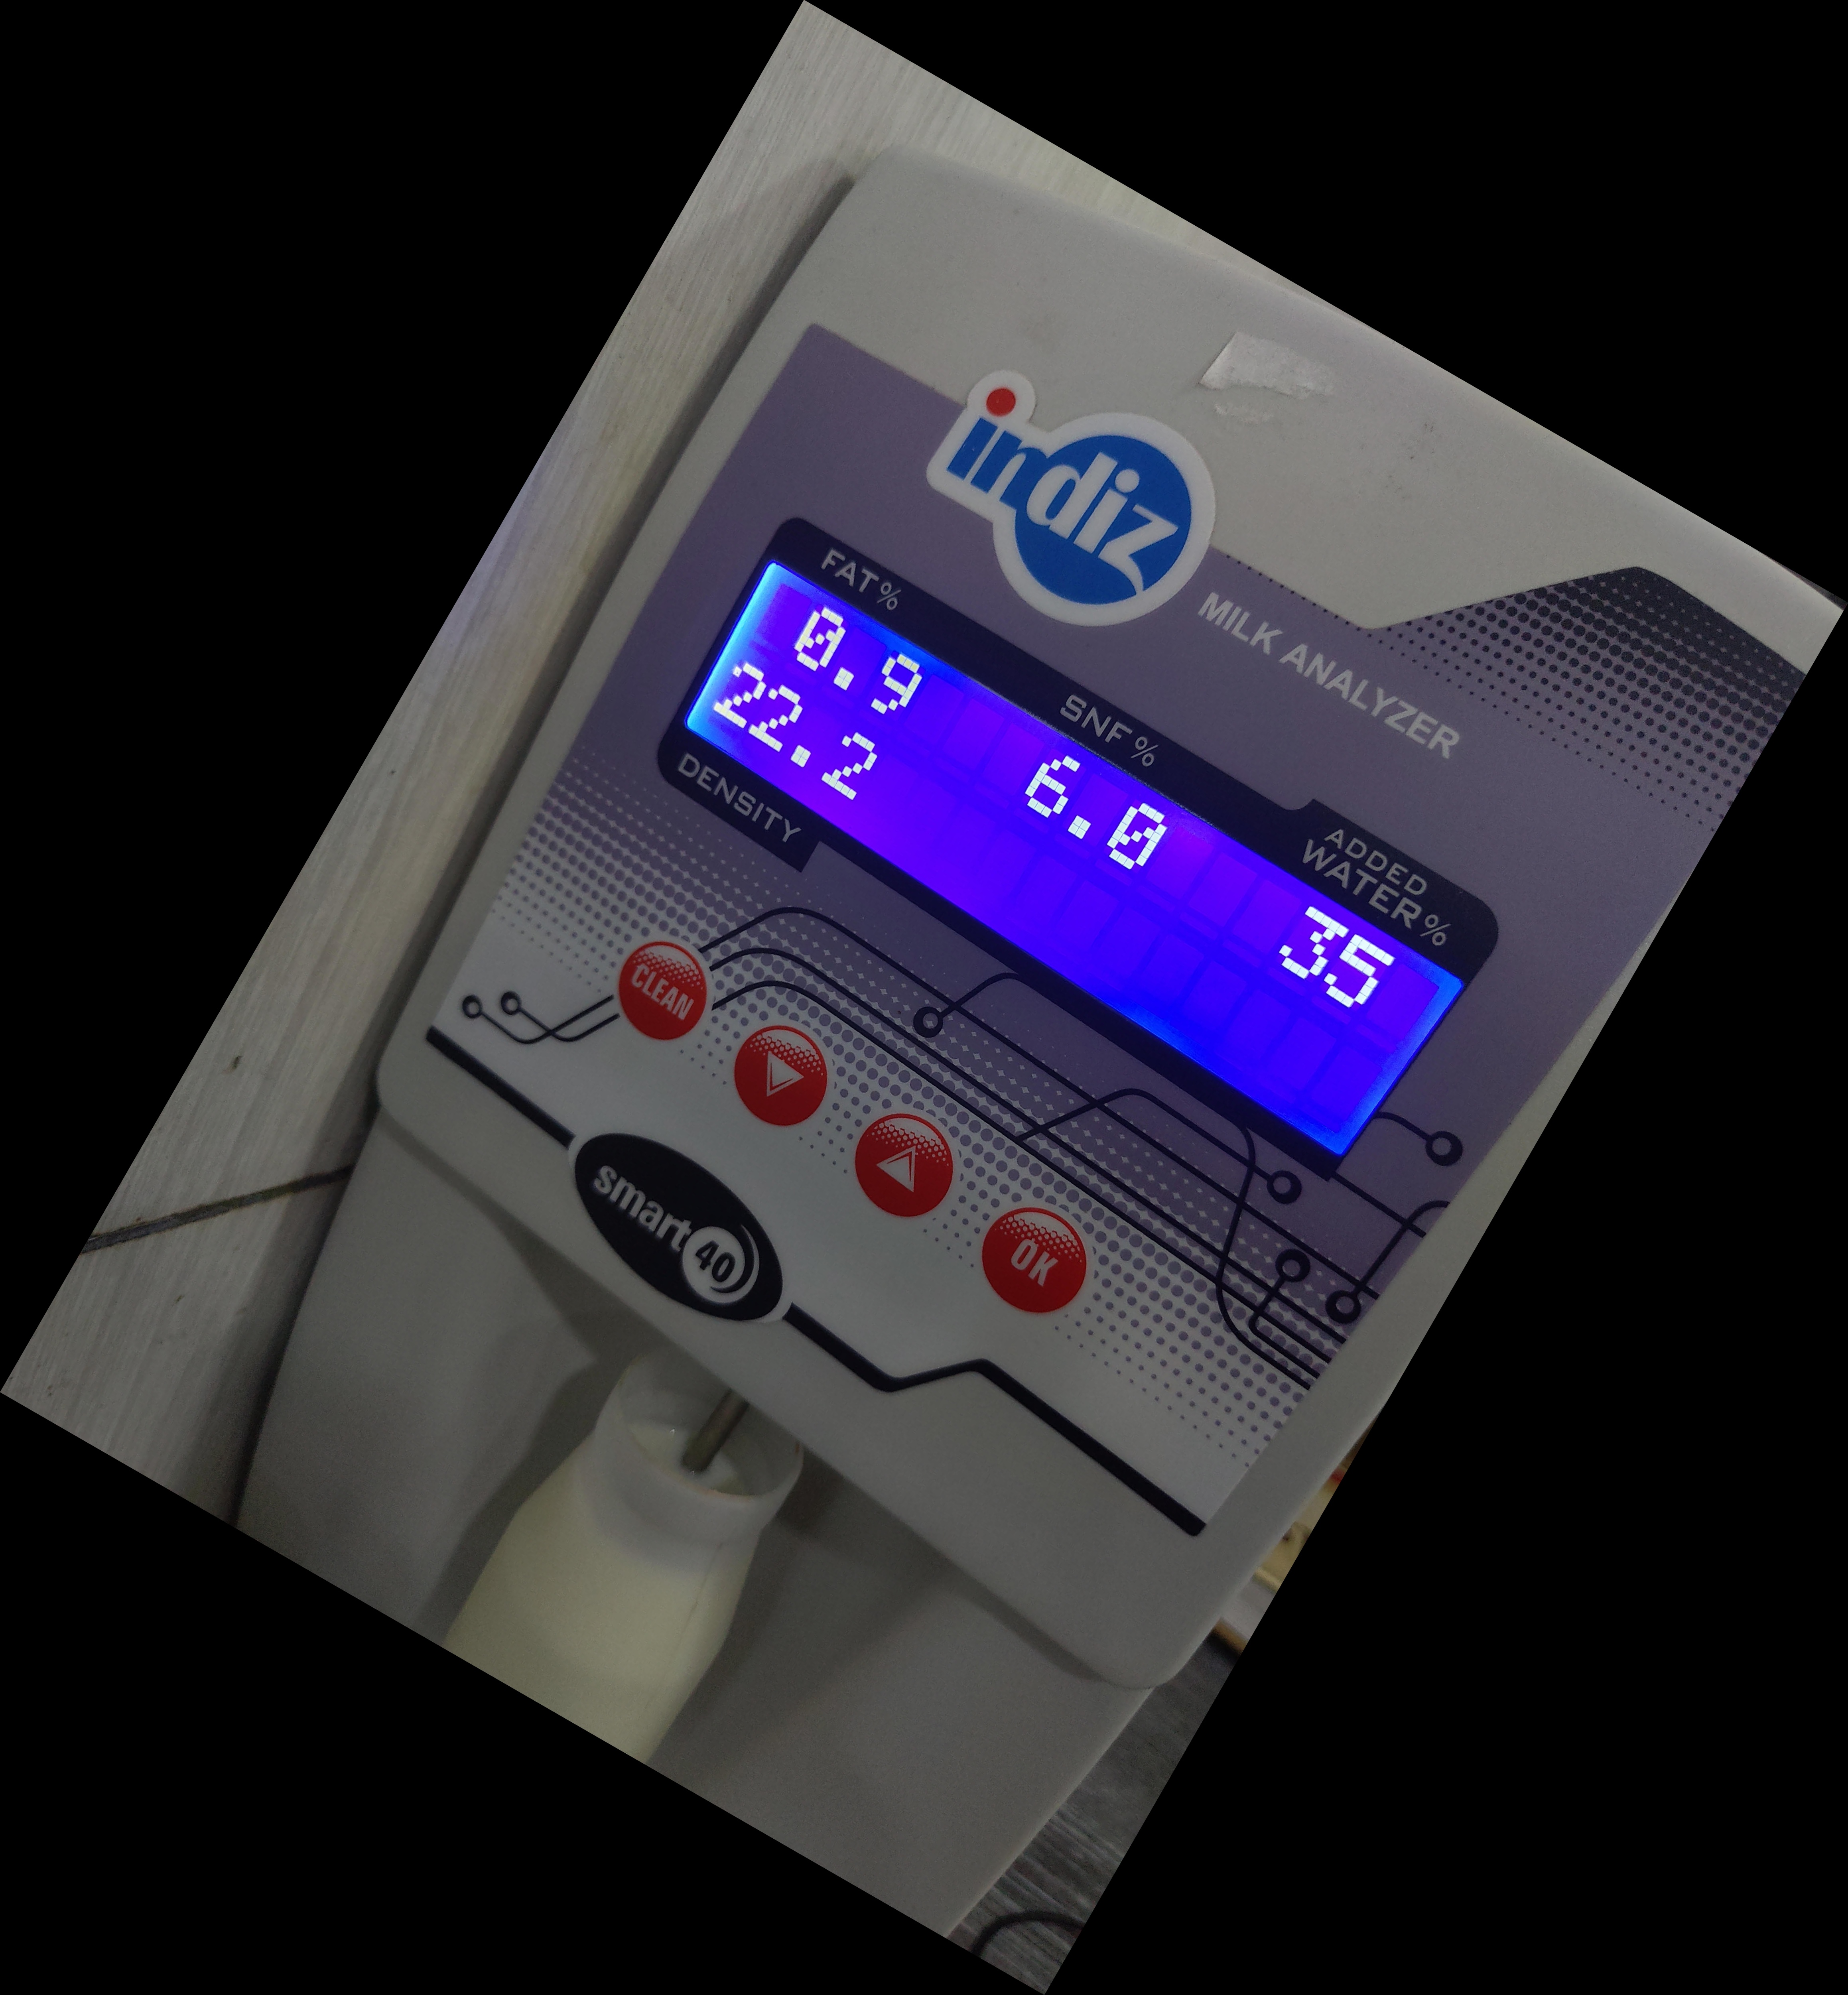 indiz
MILK ANALYZER
FAT% SNF% ADDED WATER%
0.9 6.0 35
22.2
DENSITY
CLEAN
OK
smart 40